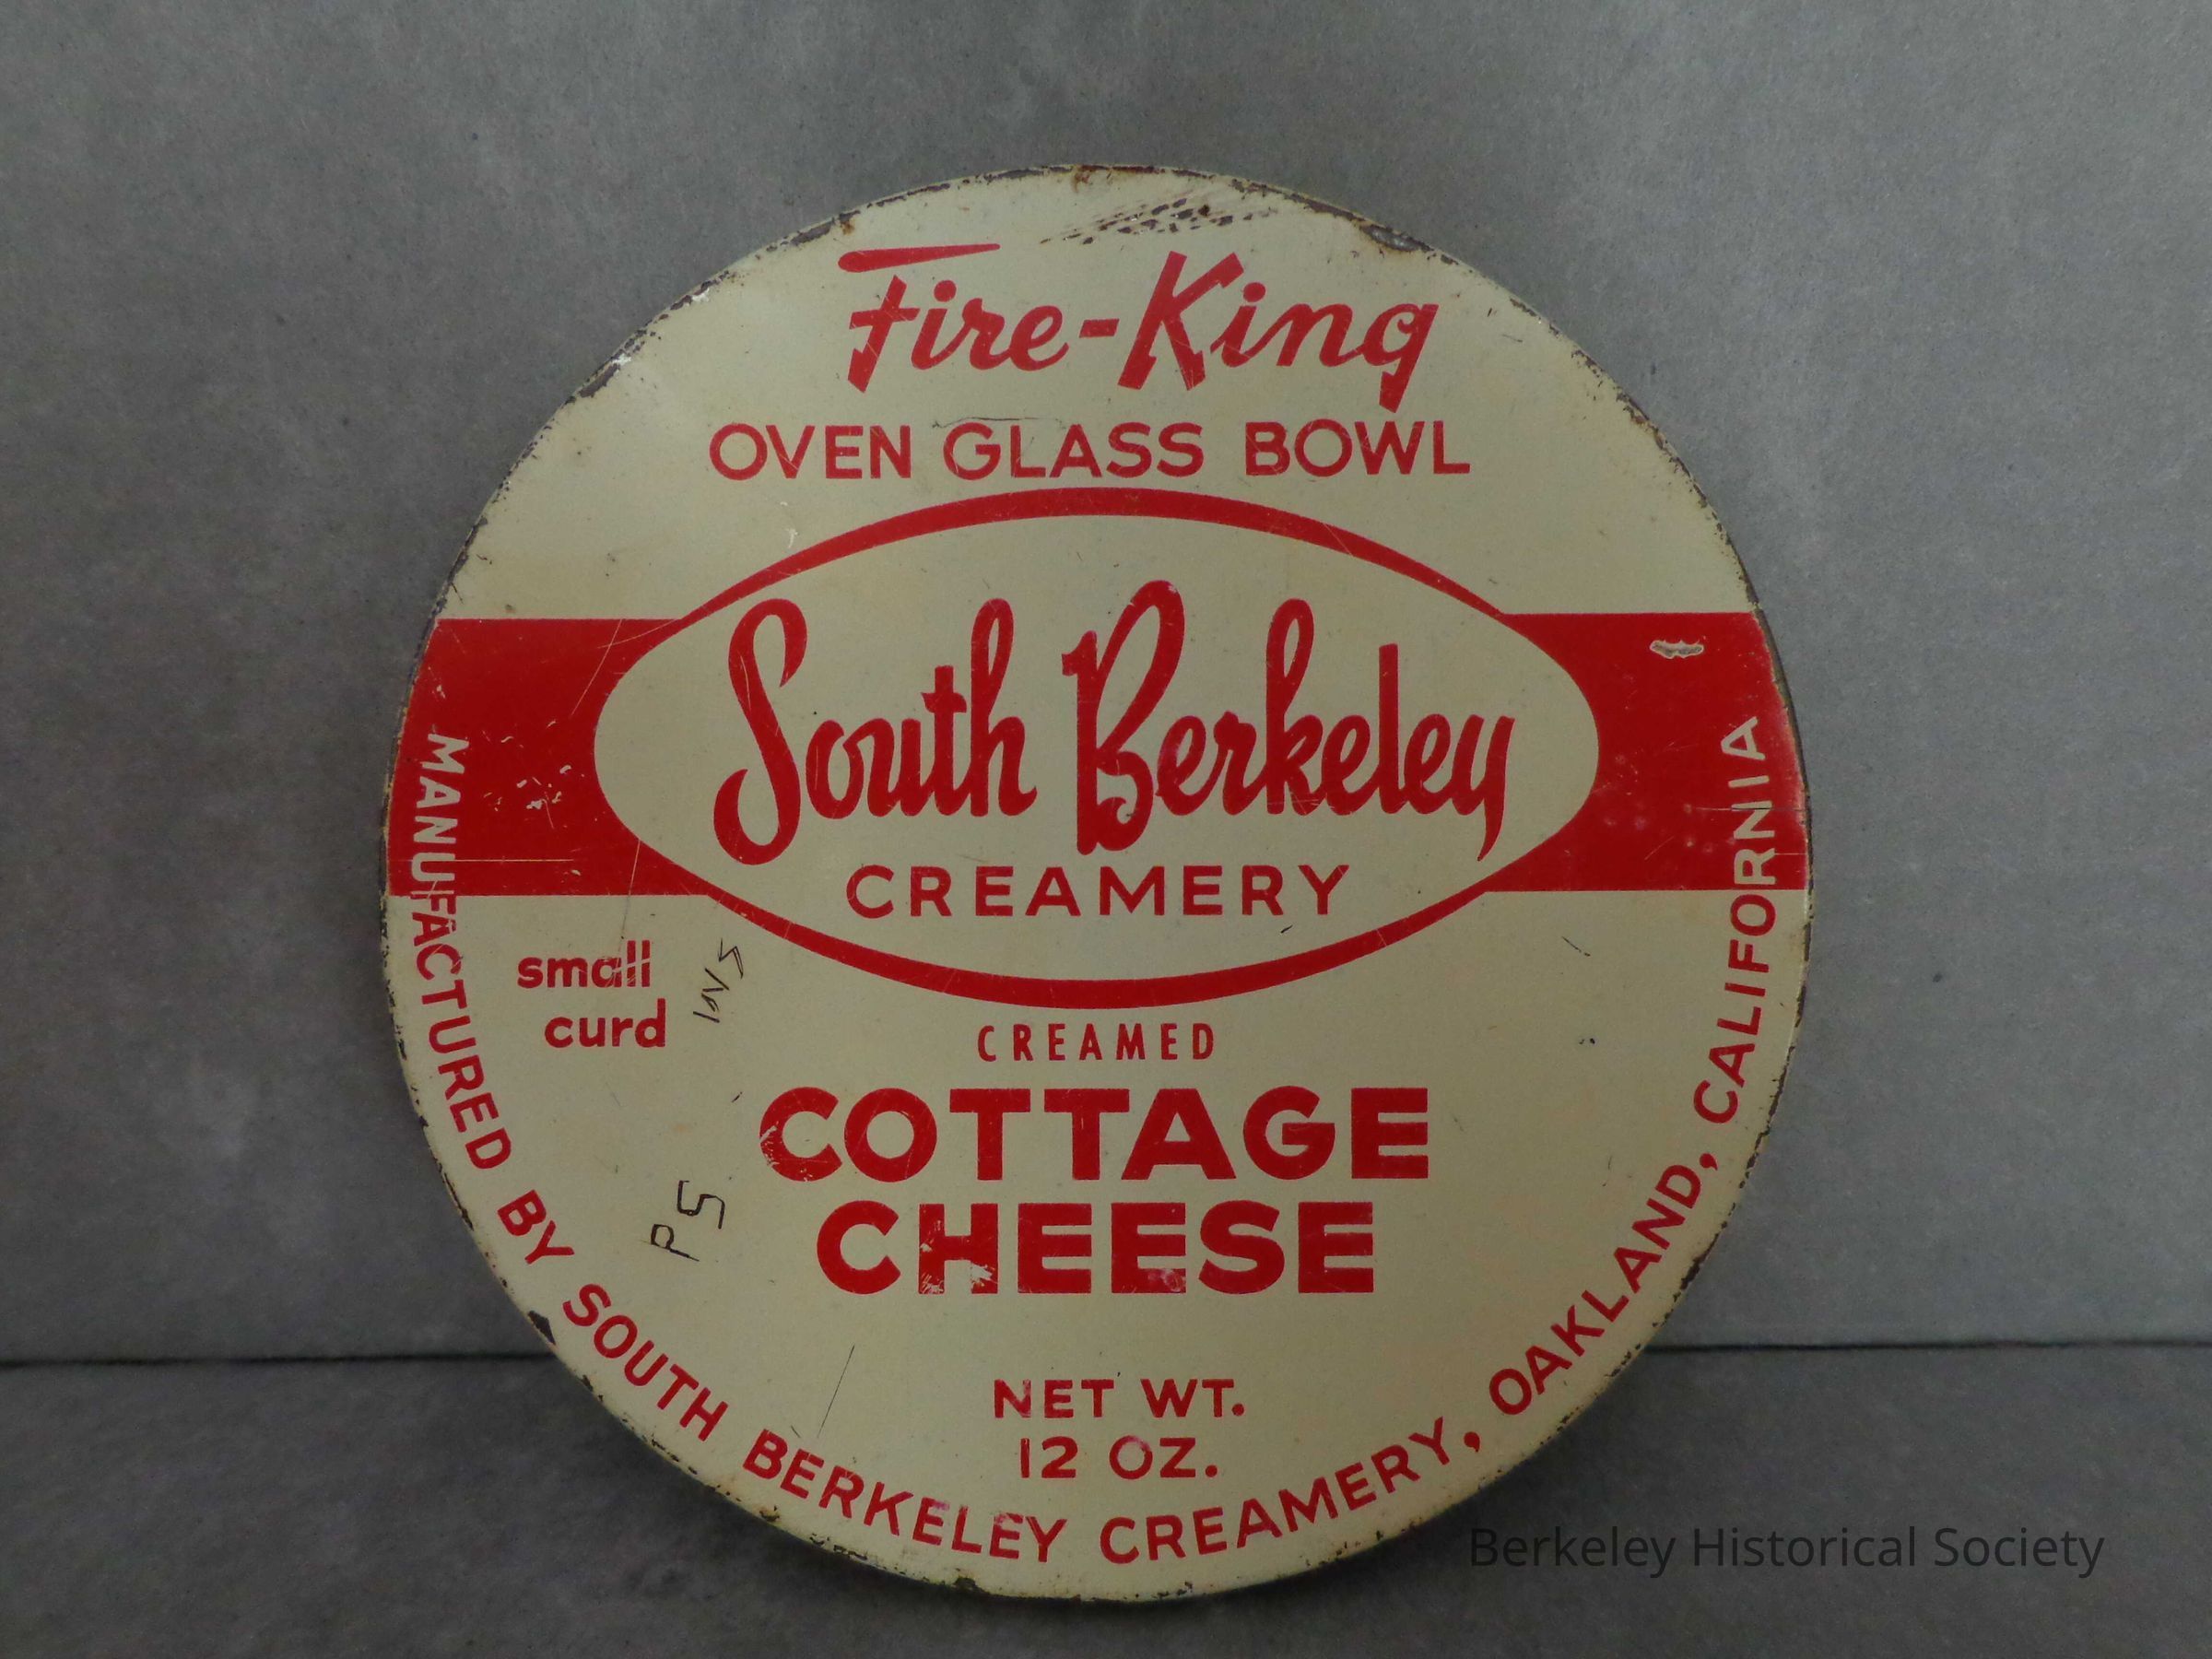 Fire-King
OVEN GLASS BOWL
South Berkeley
CREAMERY
small
curd
CREAMED
COTTAGE
CHEESE
NET WT.
12 OZ.
MANUFACTURED BY SOUTH BERKELEY CREAMERY, OAKLAND, CALIFORNIA
Berkeley Historical Society